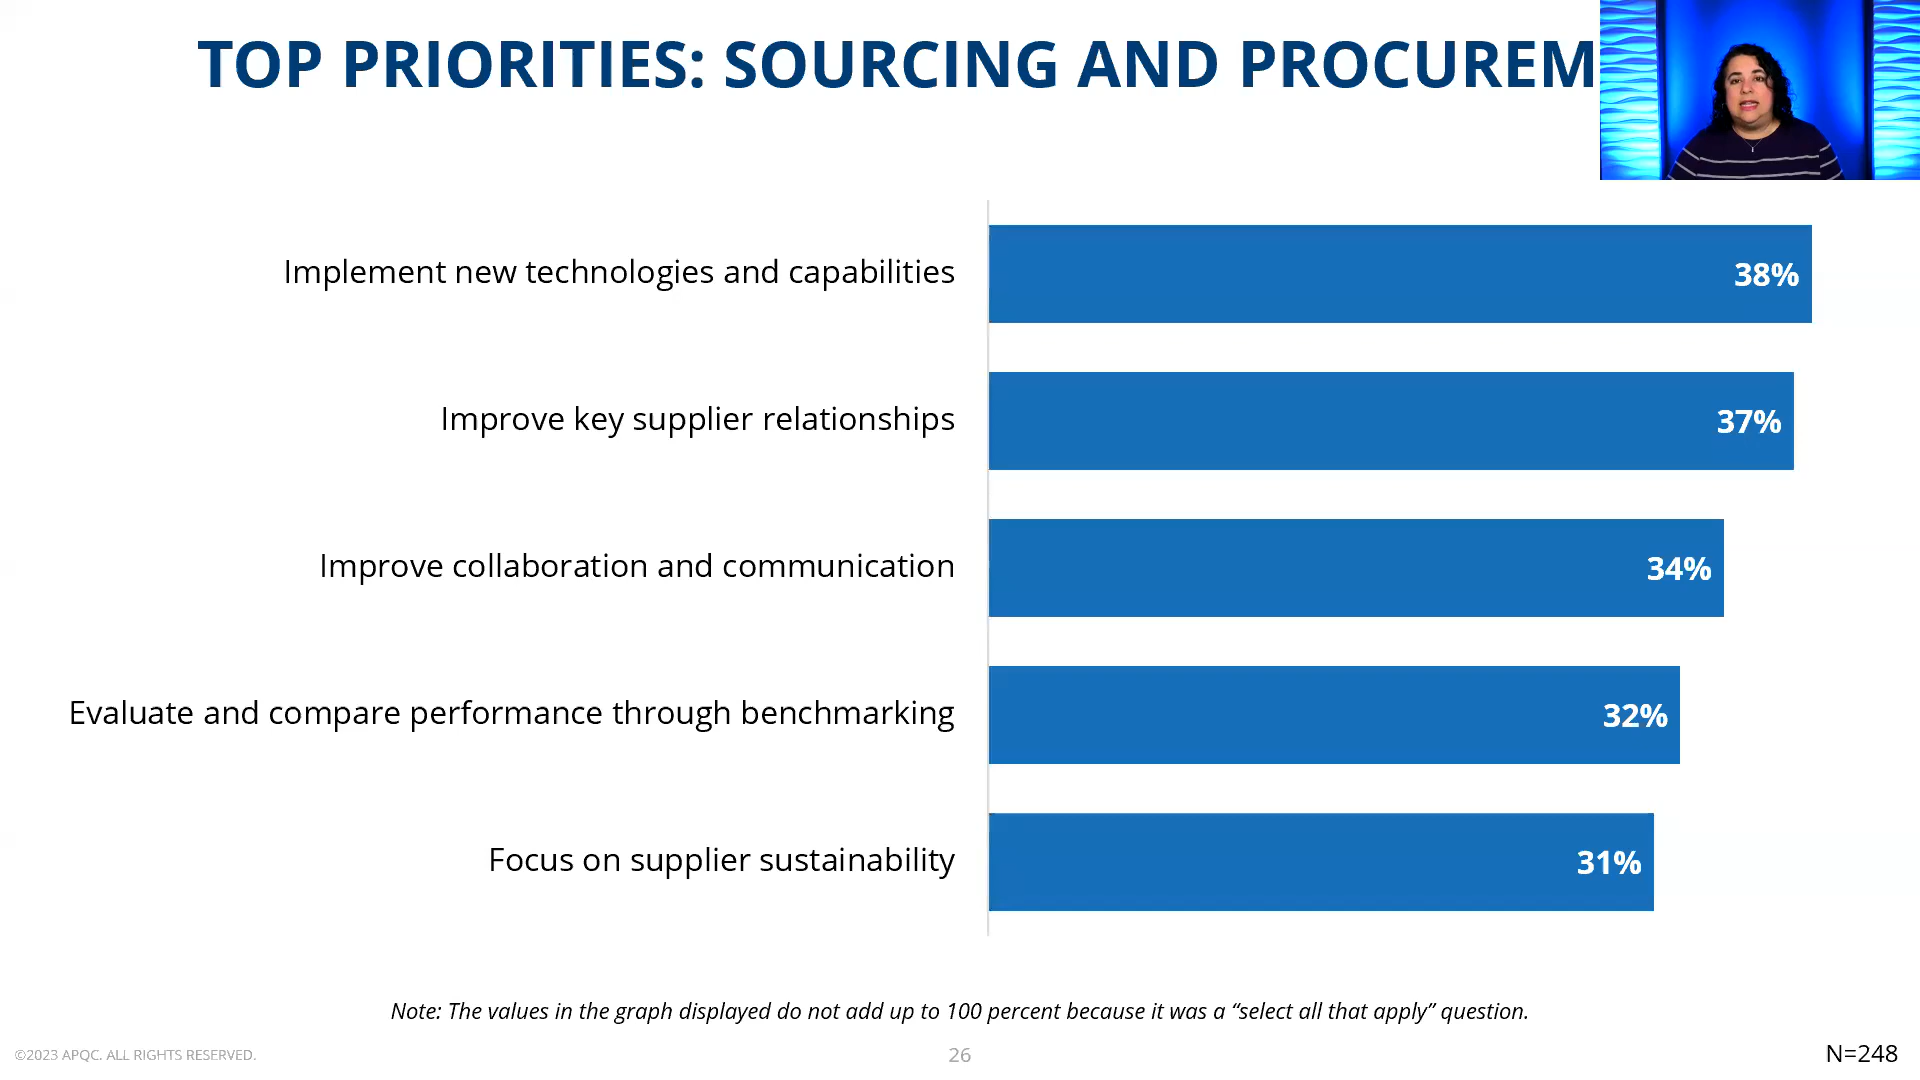 TOP PRIORITIES: SOURCING AND PROCUREM
Implement new technologies and capabilities
38%
Improve key supplier relationships
37%
Improve collaboration and communication
34%
Evaluate and compare performance through benchmarking
32%
Focus on supplier sustainability
31%
Note: The values in the graph displayed do not add up to 100 percent because it was a “select all that apply” question.
©2023 APQC. ALL RIGHTS RESERVED.
26
N=248